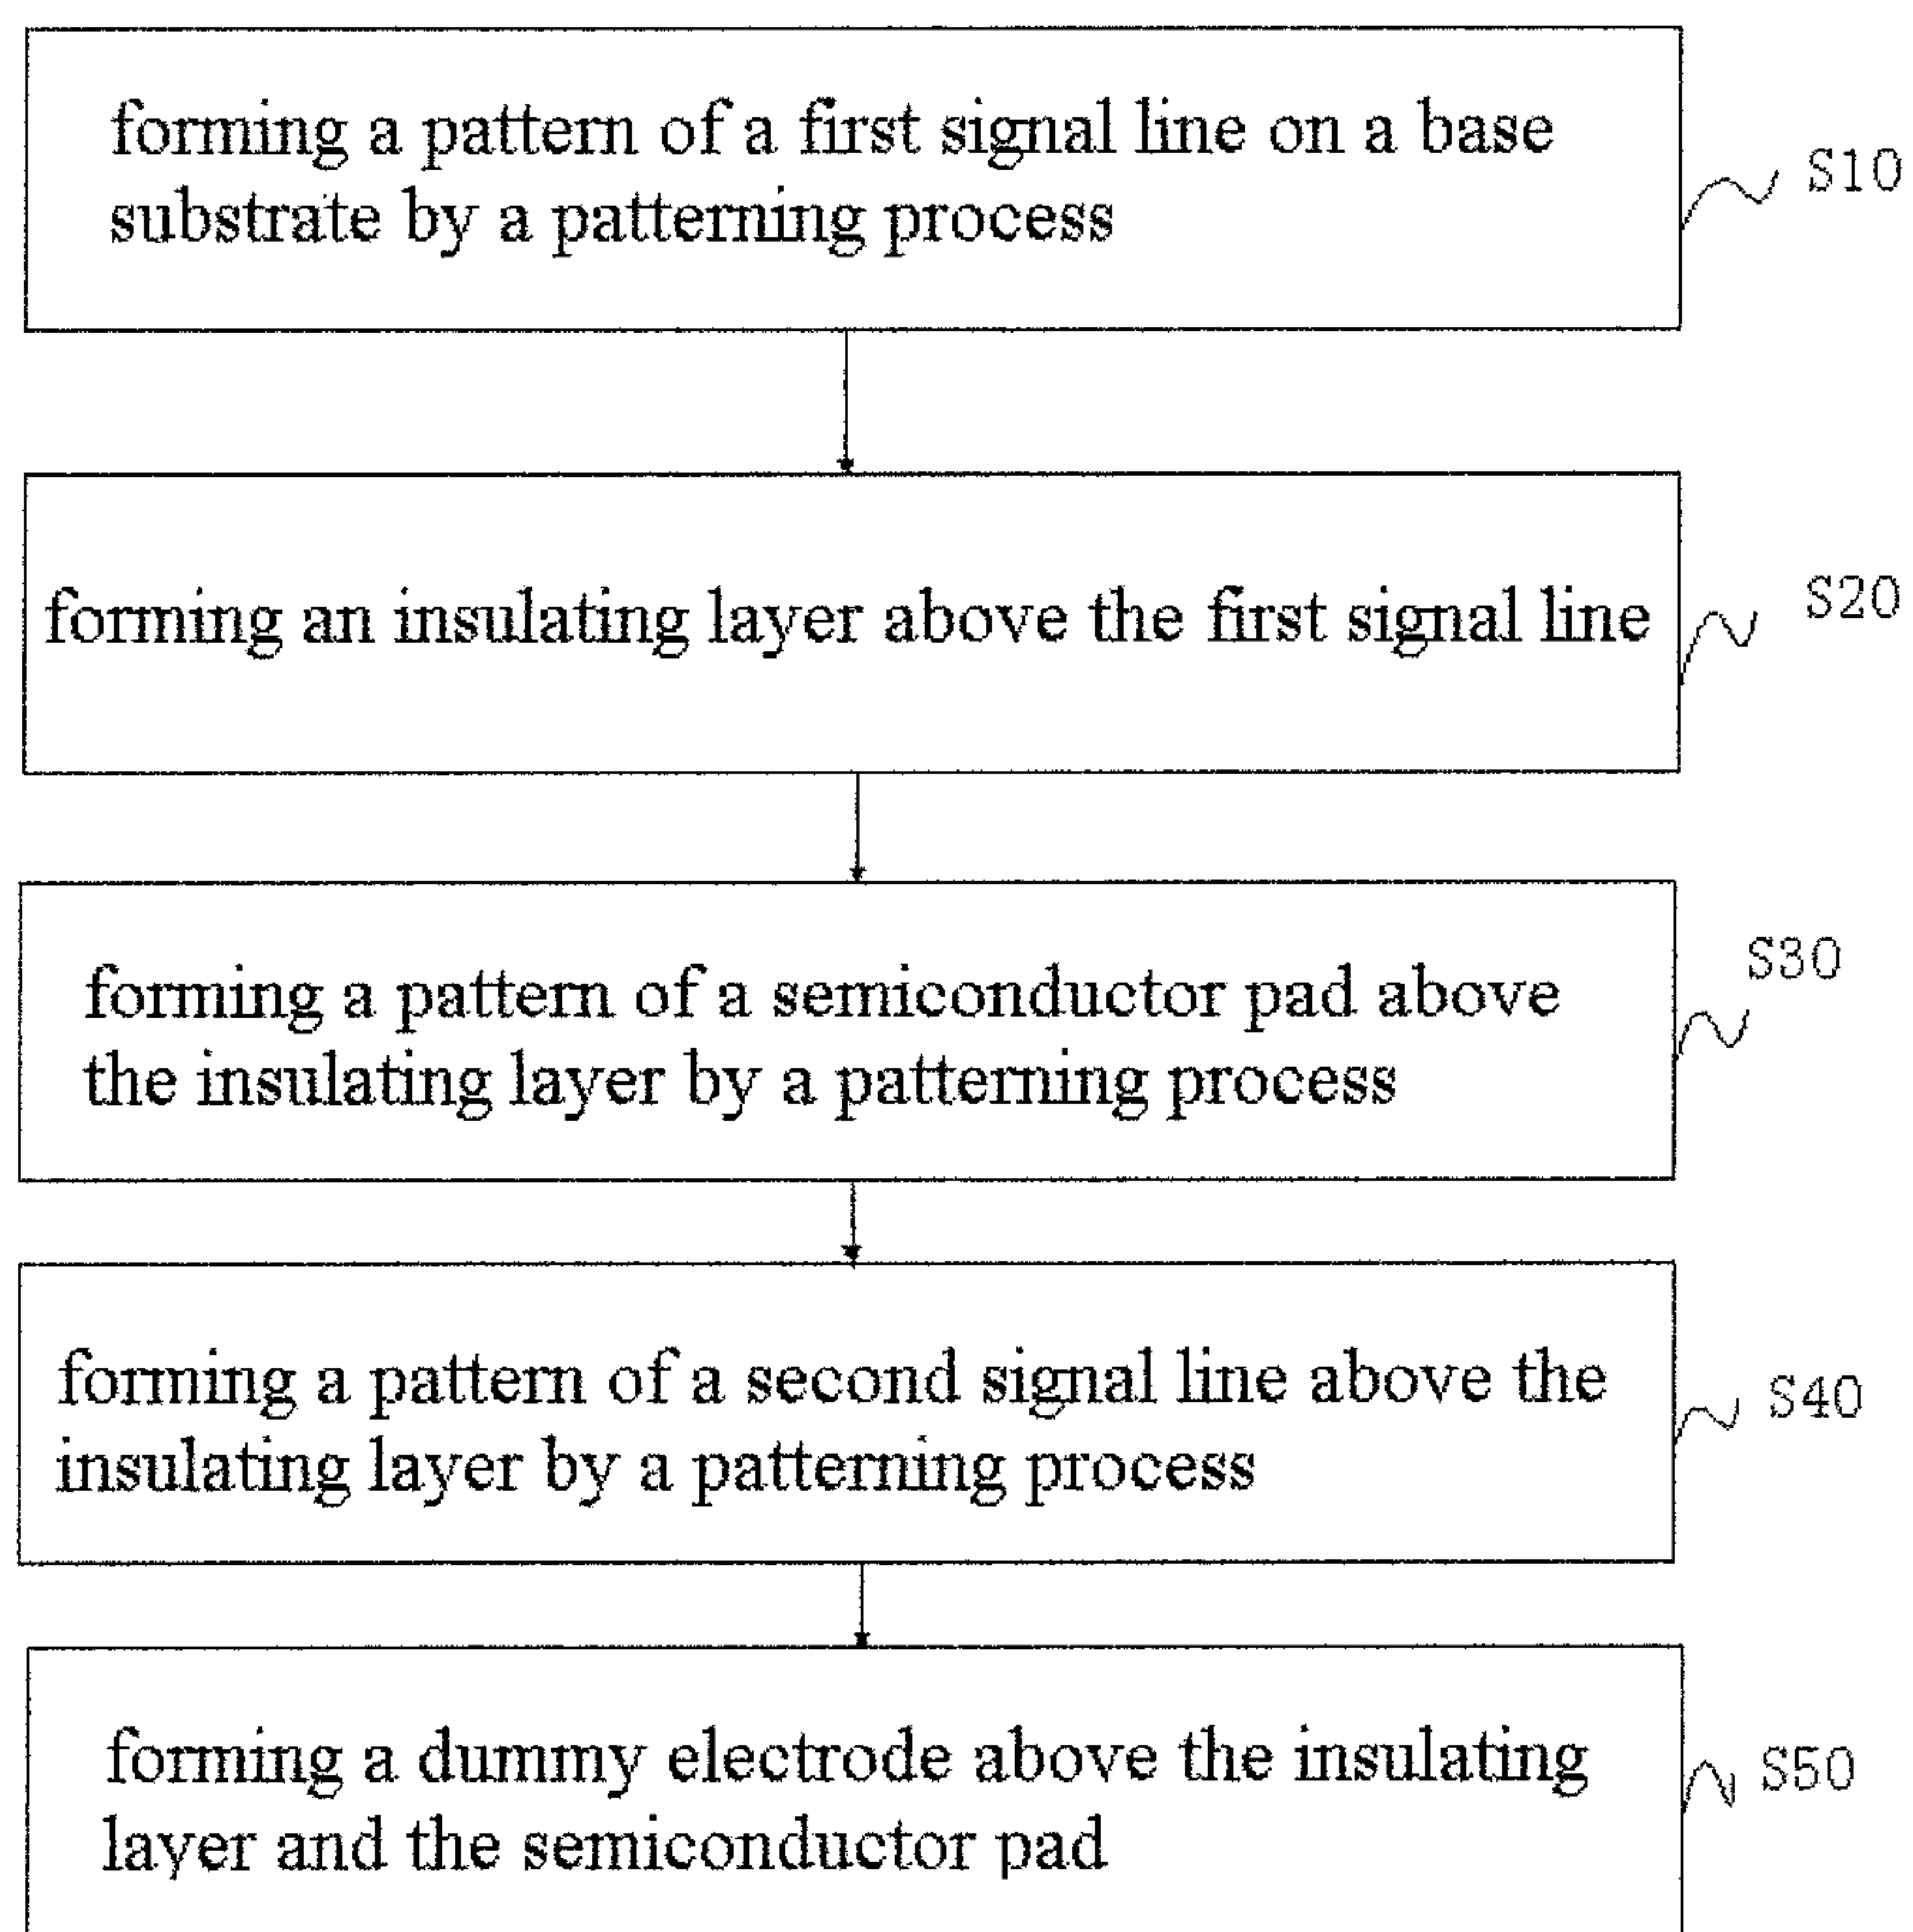 forming a pattern of a first signal line on a base
substrate by a patterning process
S10
forming an insulating layer above the first signal line
S20
forming a pattern of a semiconductor pad above
the insulating layer by a patterning process
S30
forming a pattern of a second signal line above the
insulating layer by a patterning process
S40
forming a dummy electrode above the insulating
layer and the semiconductor pad
S50